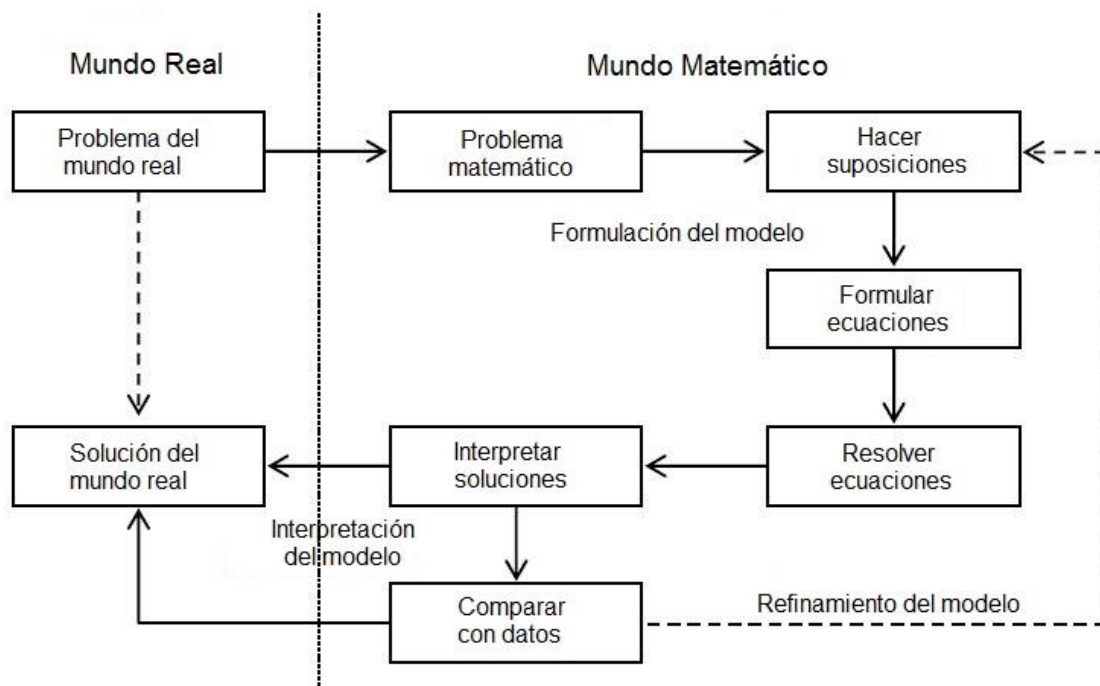 Mundo Real
Mundo Matemático
Problema del
mundo real
Problema
matemático
Hacer
suposiciones
Formulación del modelo
Formular
ecuaciones
Solución del
mundo real
Interpretar
soluciones
Resolver
ecuaciones
Interpretación
del modelo
Comparar
con datos
Refinamiento del modelo